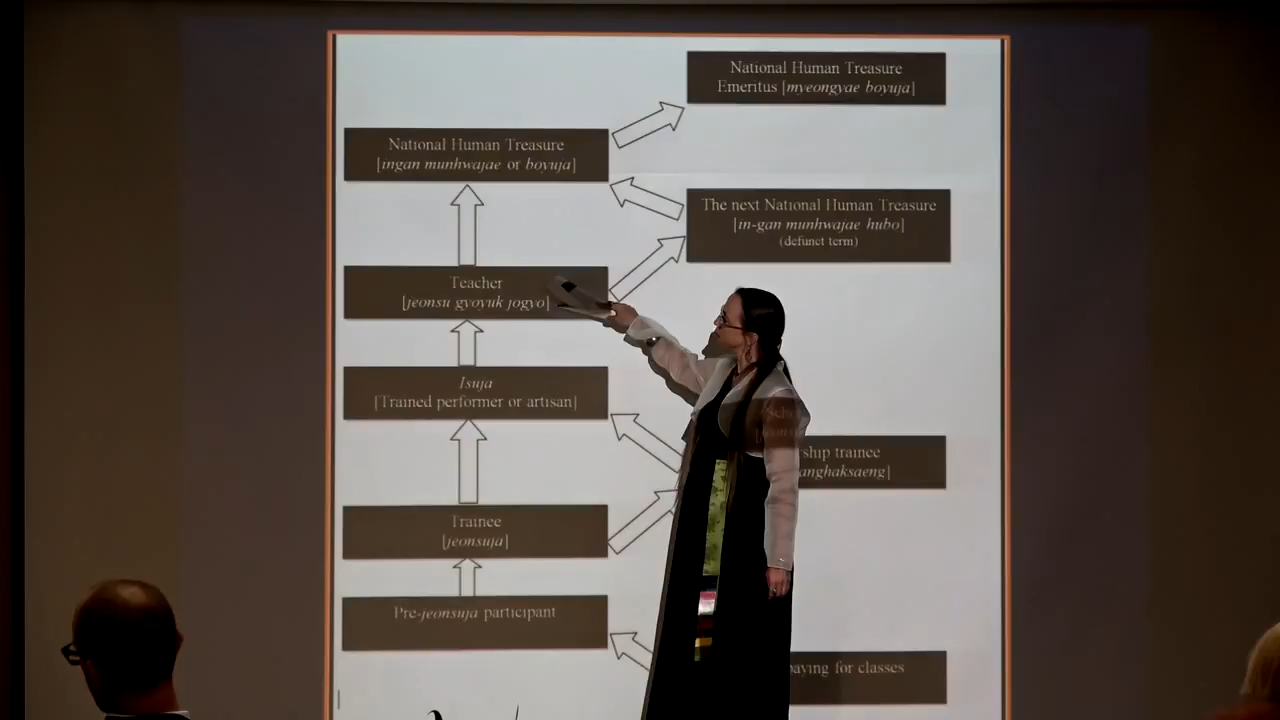 National Human Treasure
Emeritus [myeongyae boyuja]
National Human Treasure
[ingan munhwajae or boyuja]
The next National Human Treasure
[in-gan munhwajae hubo]
(defunct term)
Teacher
[jeonsu gyoyuk jogyo]
Isuja
[Trained performer or artisan]
ship trainee
anghaksaeng]
Trainee
[jeonsuja]
Pre-jeonsuja participant
paying for classes